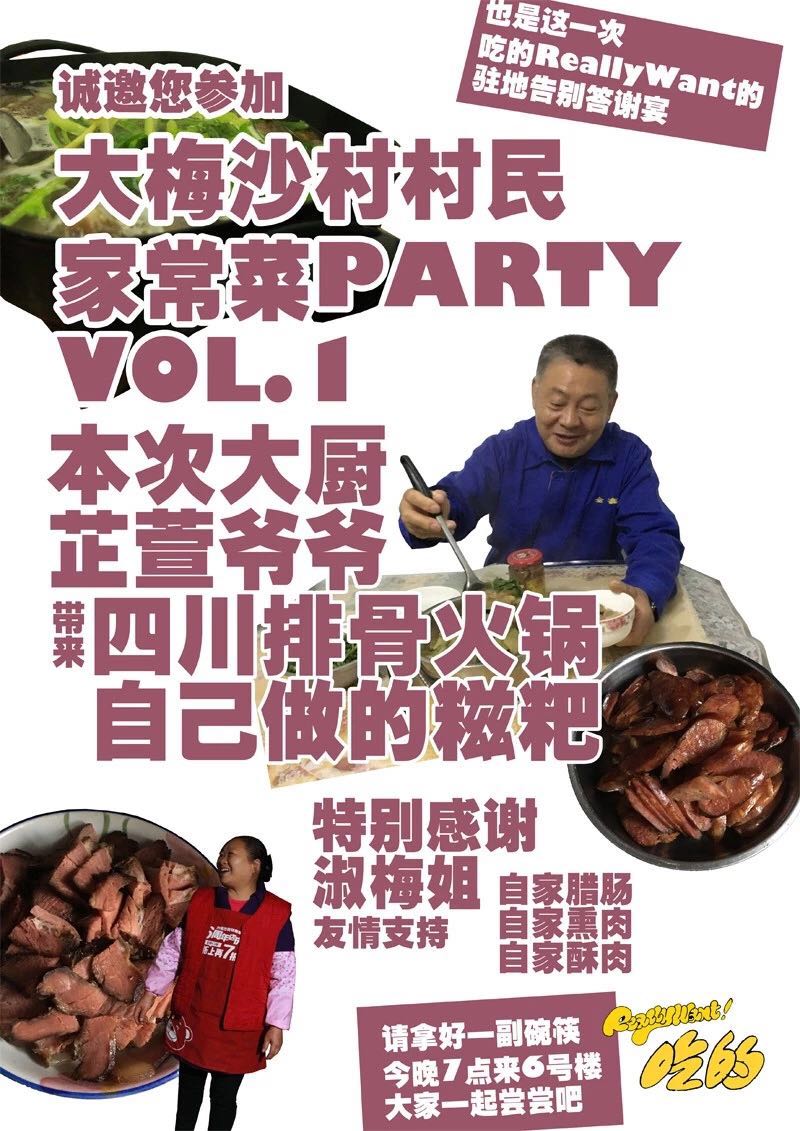 也是这一次
吃的ReallyWant的
驻地告别答谢宴
诚邀您参加
大梅沙村村民
家常菜PARTY
VOL.1
本次大厨
芷萱爷爷
带来
四川排骨火锅
自己做的糍粑
特别感谢
淑梅姐
友情支持
自家腊肠
自家熏肉
自家酥肉
请拿好一副碗筷
今晚7点来6号楼
大家一起尝尝吧
ReallyWant!
吃的